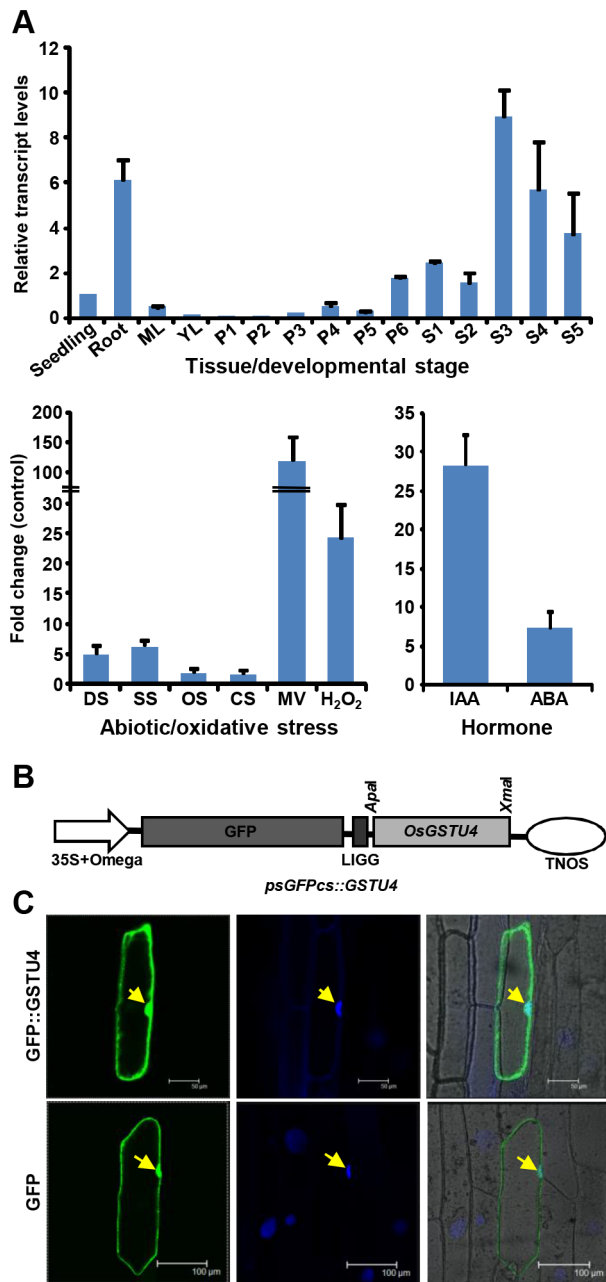 A
Relative transcript levels
12
10
8
6
4
2
0
Seedling Root ML YL P1 P2 P3 P4 P5 P6 S1 S2 S3 S4 S5
Tissue/developmental stage
Fold change (control)
200
150
100
30
25
20
15
10
5
0
DS SS OS CS MV H₂O₂
Abiotic/oxidative stress
35
30
25
20
15
10
5
0
IAA ABA
Hormone
B
ApaI XmaI
GFP OsGSTU4
35S+Omega LIGG TNOS
psGFPcs::GSTU4
C
GFP::GSTU4
50 µm 50 µm 50 µm
GFP
100 µm 100 µm 100 µm